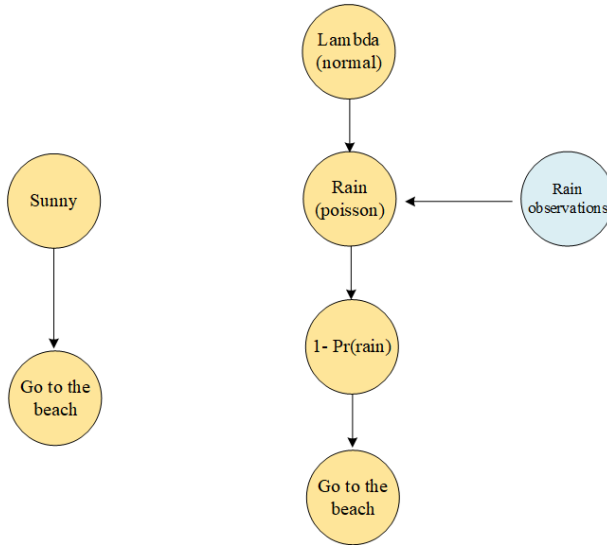 Lambda
(normal)
Sunny
Rain
(poisson)
Rain
observations
1- Pr(rain)
Go to the
beach
Go to the
beach